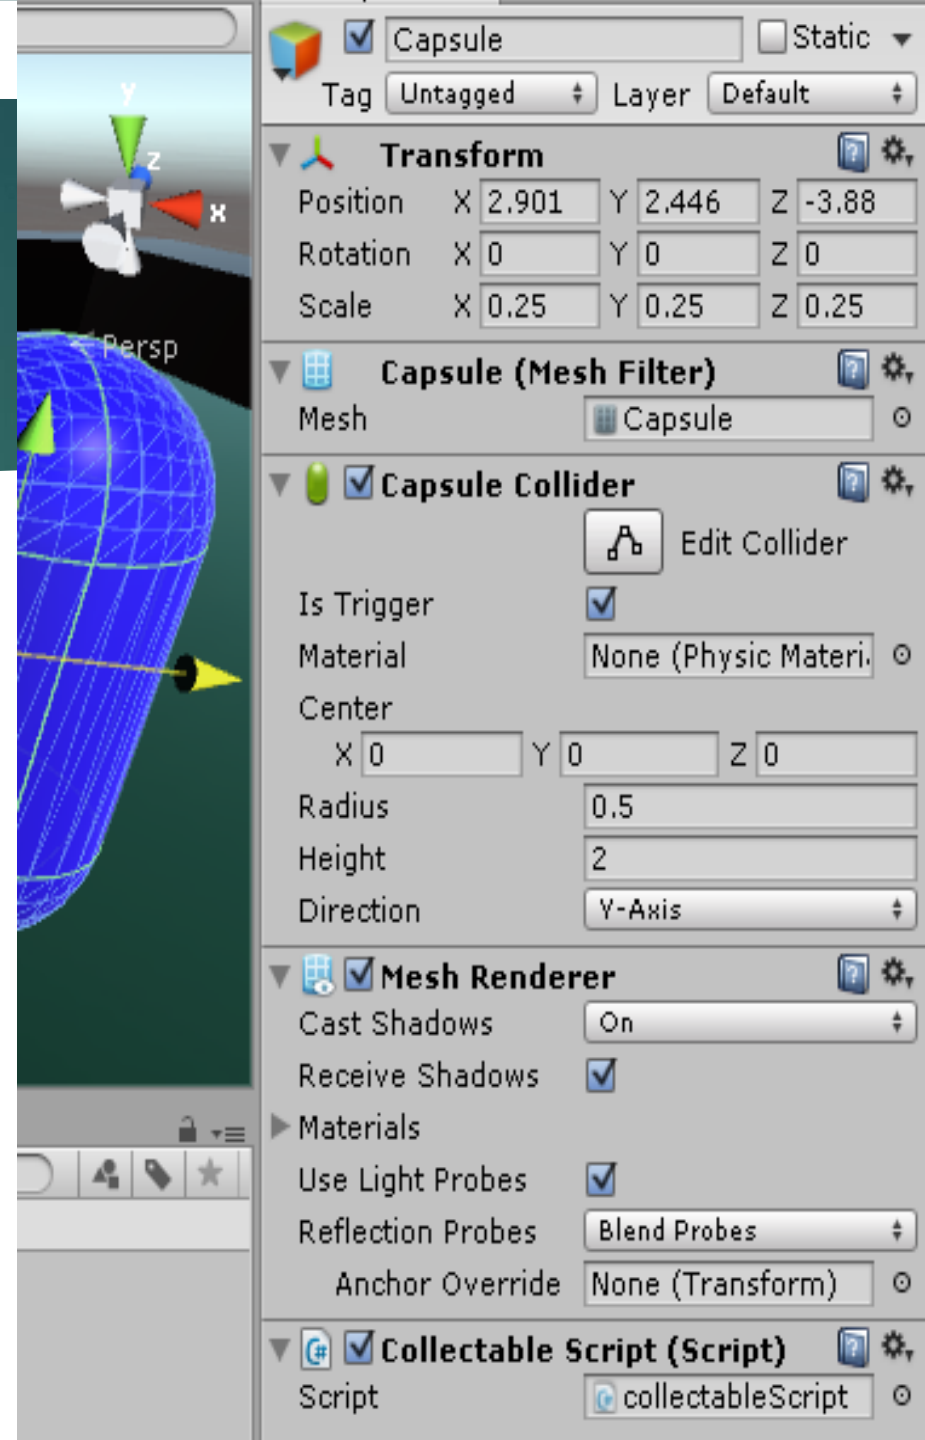 Capsule Static
Tag Untagged Layer Default
Transform
Position X 2.901 Y 2.446 Z -3.88
Rotation X 0 Y 0 Z 0
Scale X 0.25 Y 0.25 Z 0.25
Capsule (Mesh Filter)
Mesh Capsule
Capsule Collider
Edit Collider
Is Trigger
Material None (Physic Materi
Center
X 0 Y 0 Z 0
Radius 0.5
Height 2
Direction Y-Axis
Mesh Renderer
Cast Shadows On
Receive Shadows
Materials
Use Light Probes
Reflection Probes Blend Probes
Anchor Override None (Transform)
Collectable Script (Script)
Script collectableScript
y
z
x
Persp